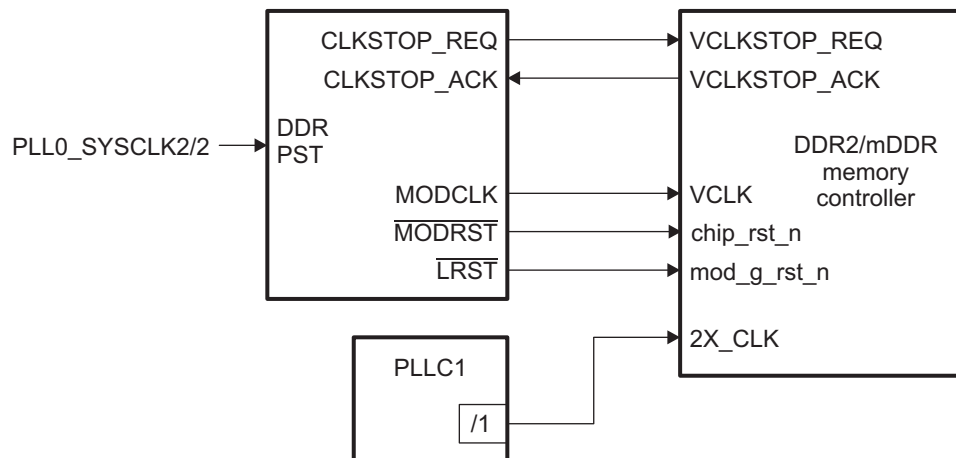 CLKSTOP_REQ
VCLKSTOP_REQ
CLKSTOP_ACK
VCLKSTOP_ACK
PLL0_SYSCLK2/2
DDR
PST
DDR2/mDDR
memory
controller
MODCLK
VCLK
MODRST
chip_rst_n
LRST
mod_g_rst_n
2X_CLK
PLLC1
/1